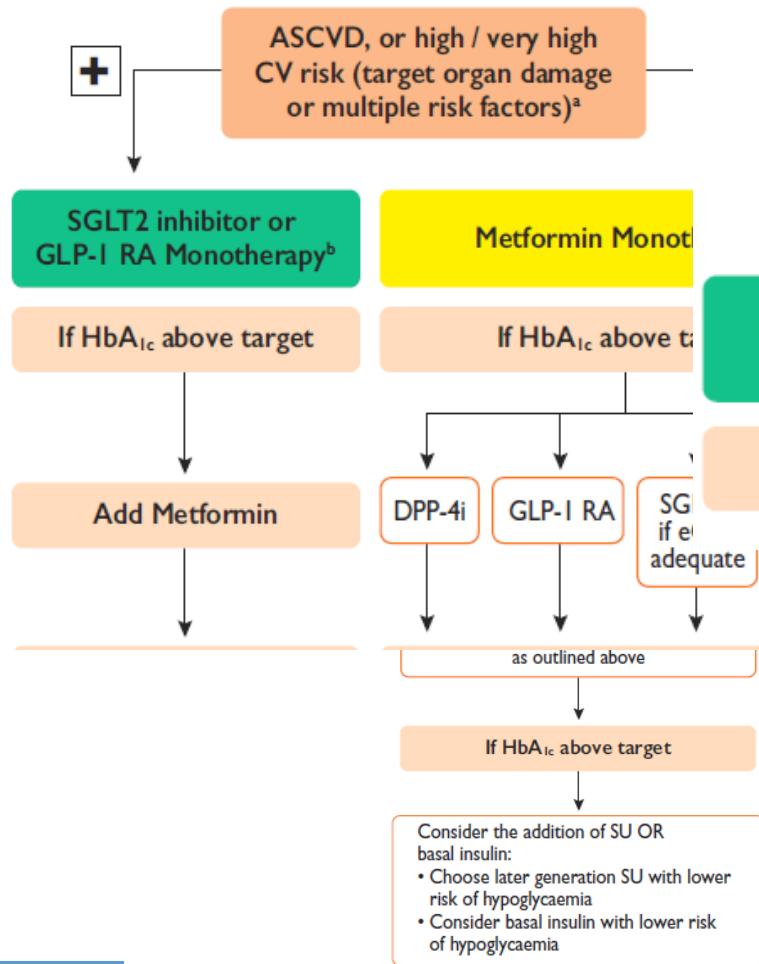 +
ASCVD, or high / very high
CV risk (target organ damage
or multiple risk factors)ᵃ
SGLT2 inhibitor or
GLP-1 RA Monotherapyᵇ
Metformin
If HbA₁c above target
If HbA₁c above
Add Metformin
DPP-4i
GLP-1 RA
if
adequate
as outlined above
If HbA₁c above target
Consider the addition of SU OR
basal insulin:
• Choose later generation SU with lower
risk of hypoglycaemia
• Consider basal insulin with lower risk
of hypoglycaemia